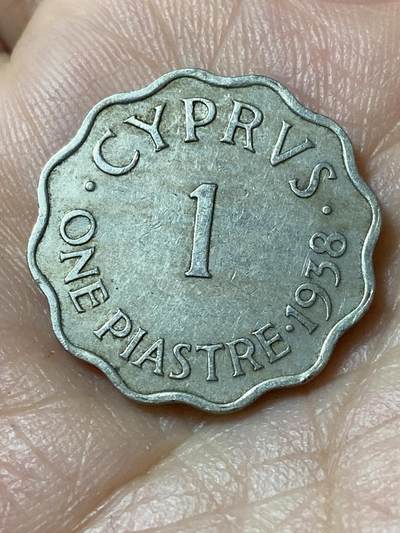 · CYPRVS ·
1
ONE PIASTRE · 1938